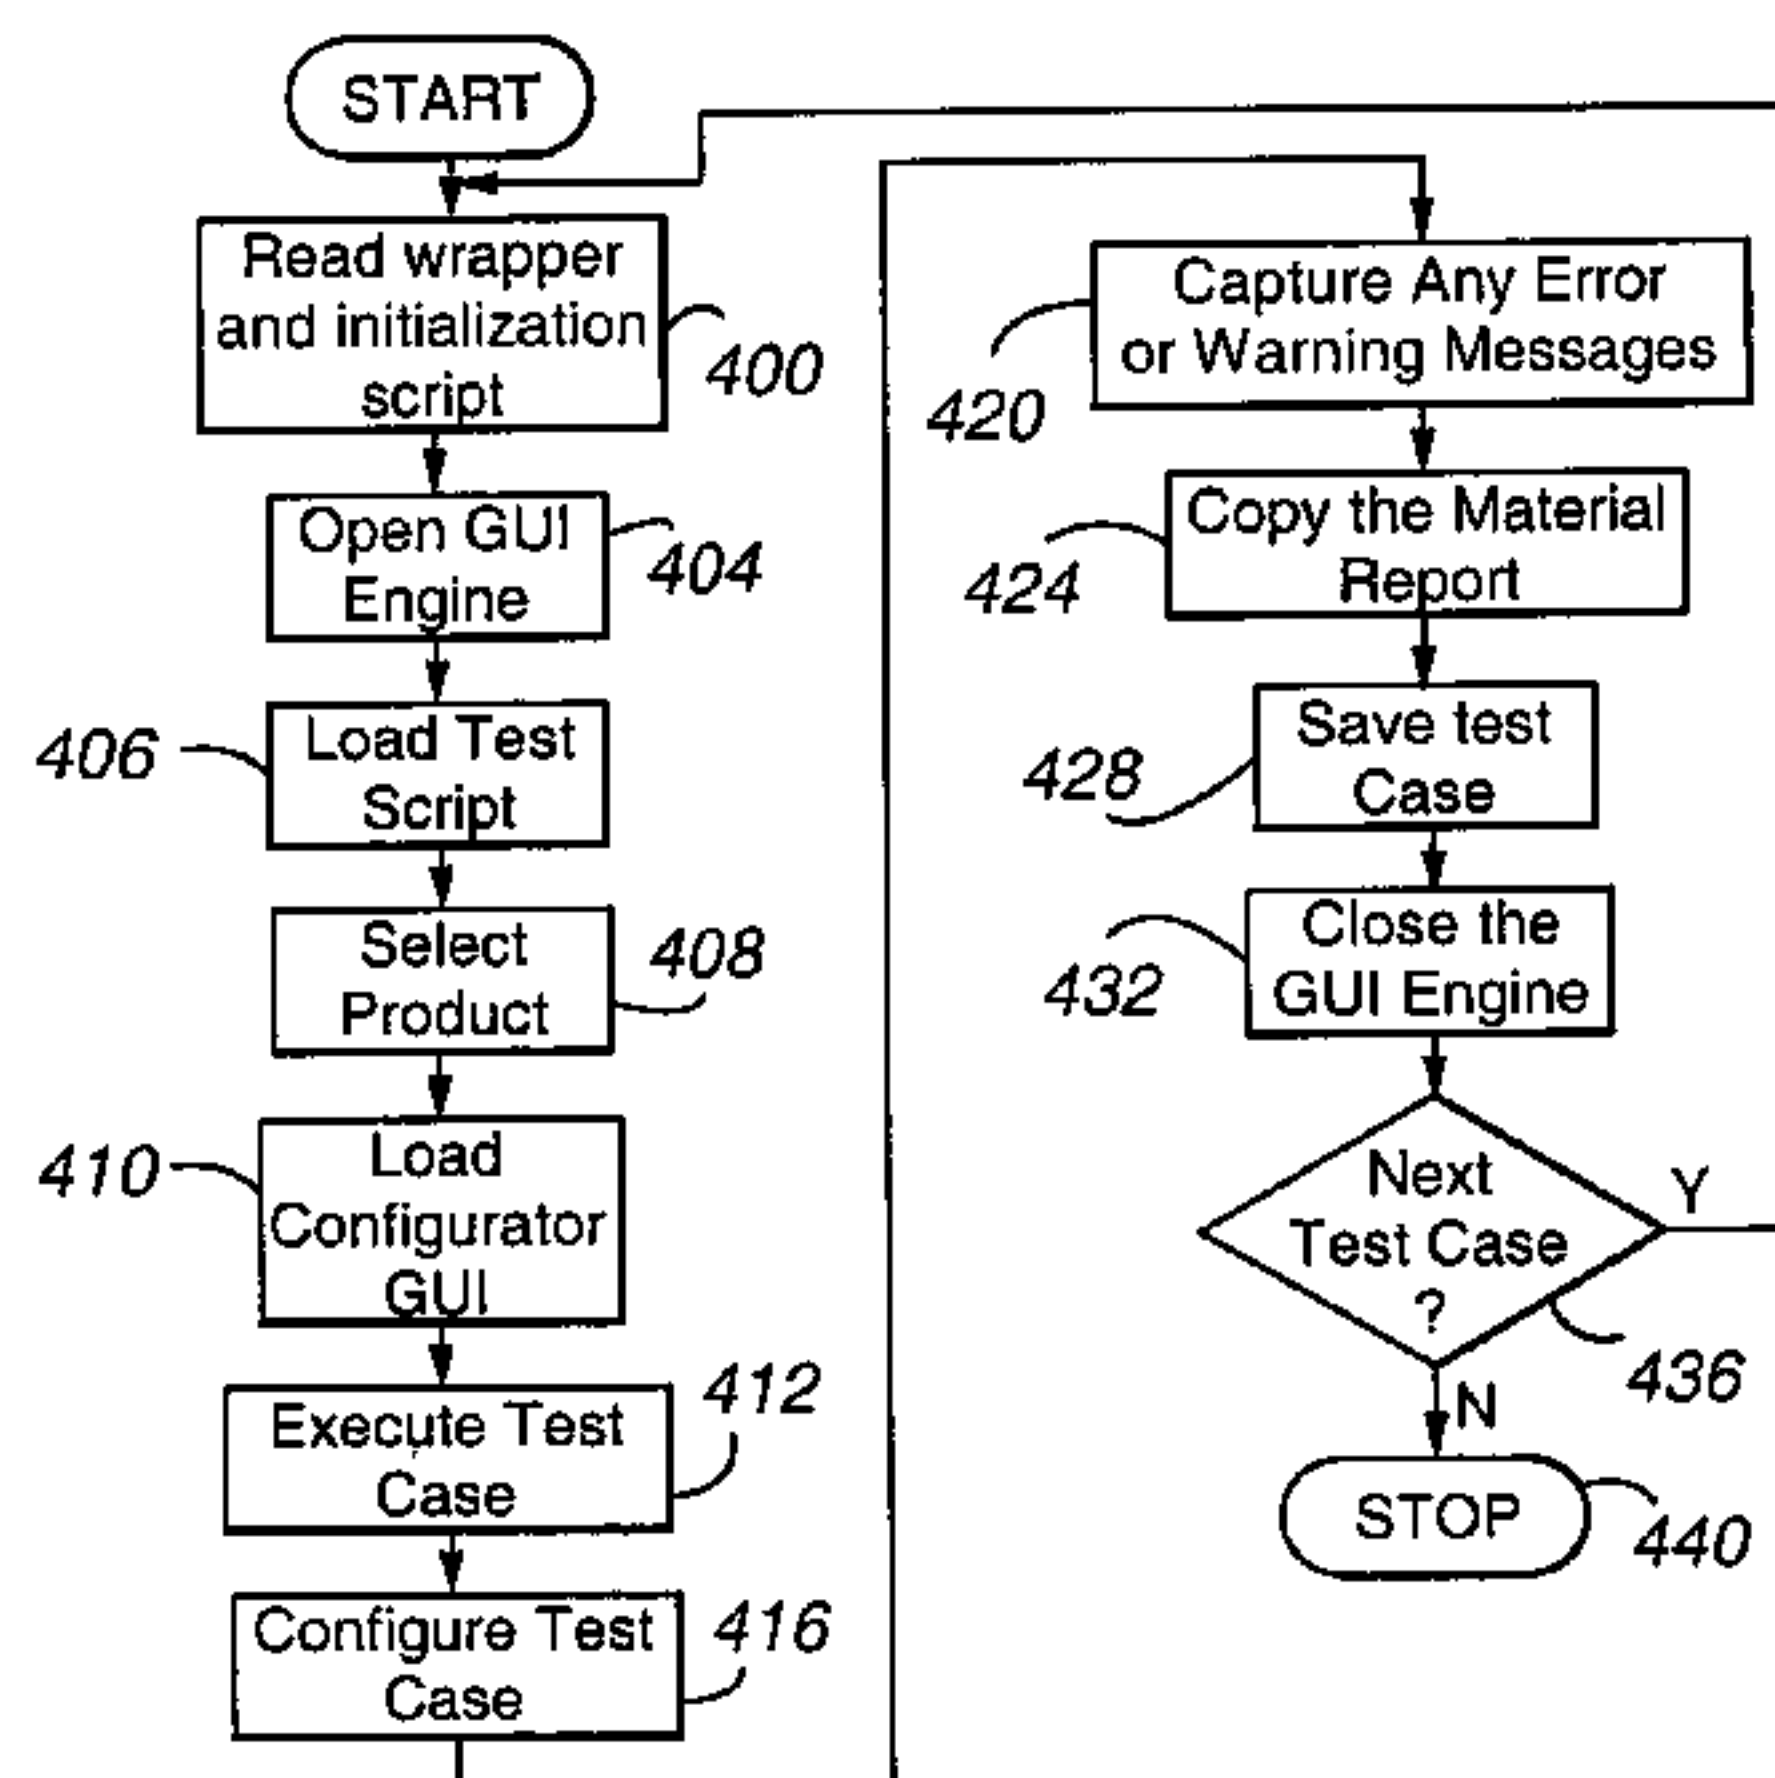 START
Read wrapper
and initialization
script
400
Open GUI
Engine
404
Load Test
Script
406
Select
Product
408
Load
Configurator
GUI
410
Execute Test
Case
412
Configure Test
Case
416
Capture Any Error
or Warning Messages
420
Copy the Material
Report
424
Save test
Case
428
Close the
GUI Engine
432
Next
Test Case
?
Y
436
N
STOP
440